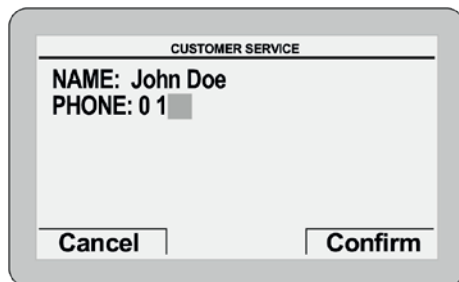 CUSTOMER SERVICE
NAME: John Doe
PHONE: 0 1
Cancel
Confirm